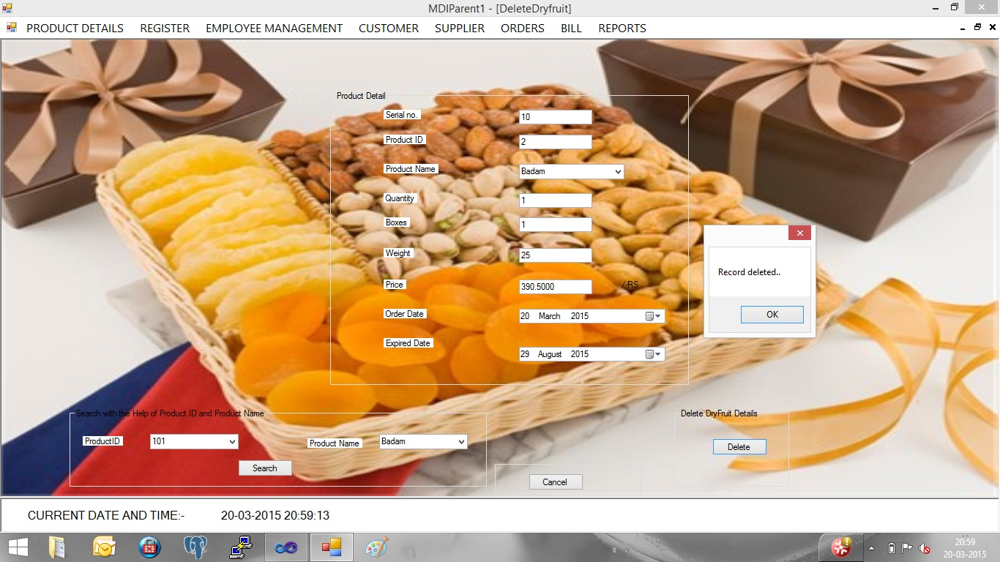 MDIParent1 - [DeleteDryfruit]
PRODUCT DETAILS REGISTER EMPLOYEE MANAGEMENT CUSTOMER SUPPLIER ORDERS BILL REPORTS
Product Detail
Serial no. 10
Product ID 2
Product Name Badam
Quantity 1
Boxes 1
Weight 25
Price 390.5000 /-RS
Order Date 20 March 2015
Expired Date 29 August 2015
Record deleted..
OK
Search with the Help of Product ID and Product Name
ProductID 101 Product Name Badam
Search
Delete DryFruit Details
Delete
Cancel
CURRENT DATE AND TIME:- 20-03-2015 20:59:13
20:59
20-03-2015